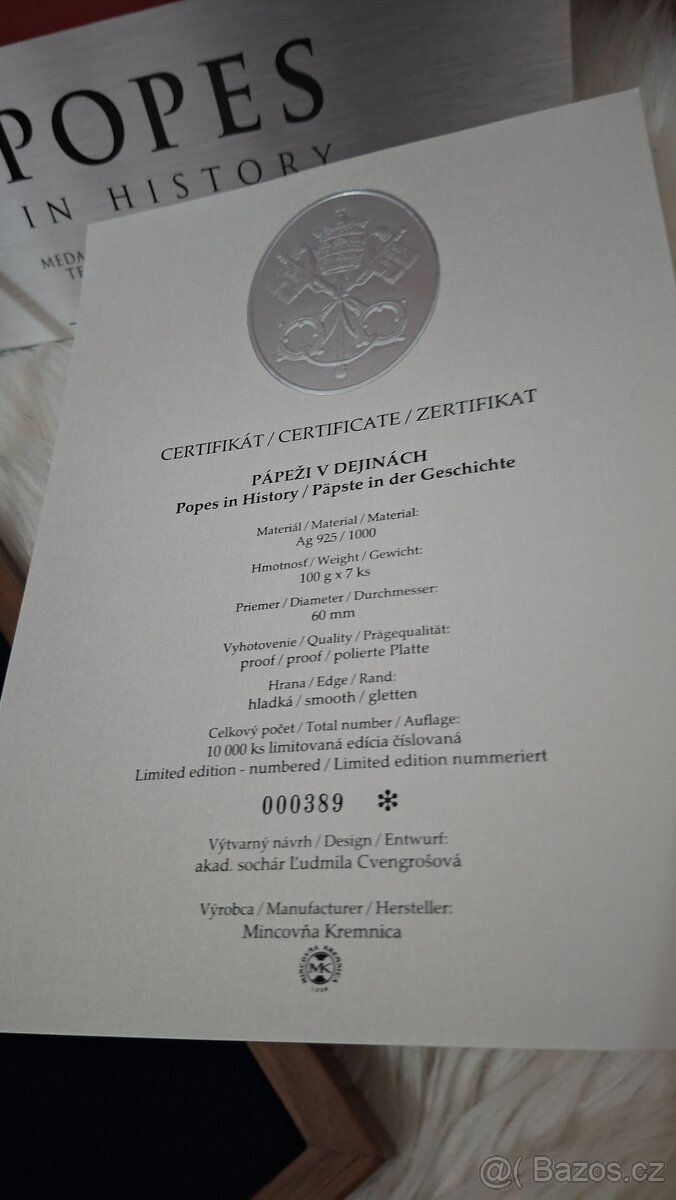 POPES
IN HISTORY
CERTIFIKÁT / CERTIFICATE / ZERTIFIKAT
PÁPEŽI V DEJINÁCH
Popes in History / Päpste in der Geschichte
Materiál / Material / Material:
Ag 925 / 1000
Hmotnosť / Weight / Gewicht:
100 g x 7 ks
Priemer / Diameter / Durchmesser:
60 mm
Vyhotovenie / Quality / Prägequalität:
proof / proof / polierte Platte
Hrana / Edge / Rand:
hladká / smooth / gletten
Celkový počet / Total number / Auflage:
10 000 ks limitovaná edícia číslovaná
Limited edition - numbered / Limited edition nummeriert
000389 *
Výtvarný návrh / Design / Entwurf:
akad. sochár Ľudmila Cvengrošová
Výrobca / Manufacturer / Hersteller:
Mincovňa Kremnica
MINCOVŇA KREMNICA
MK
@( Bazos.cz